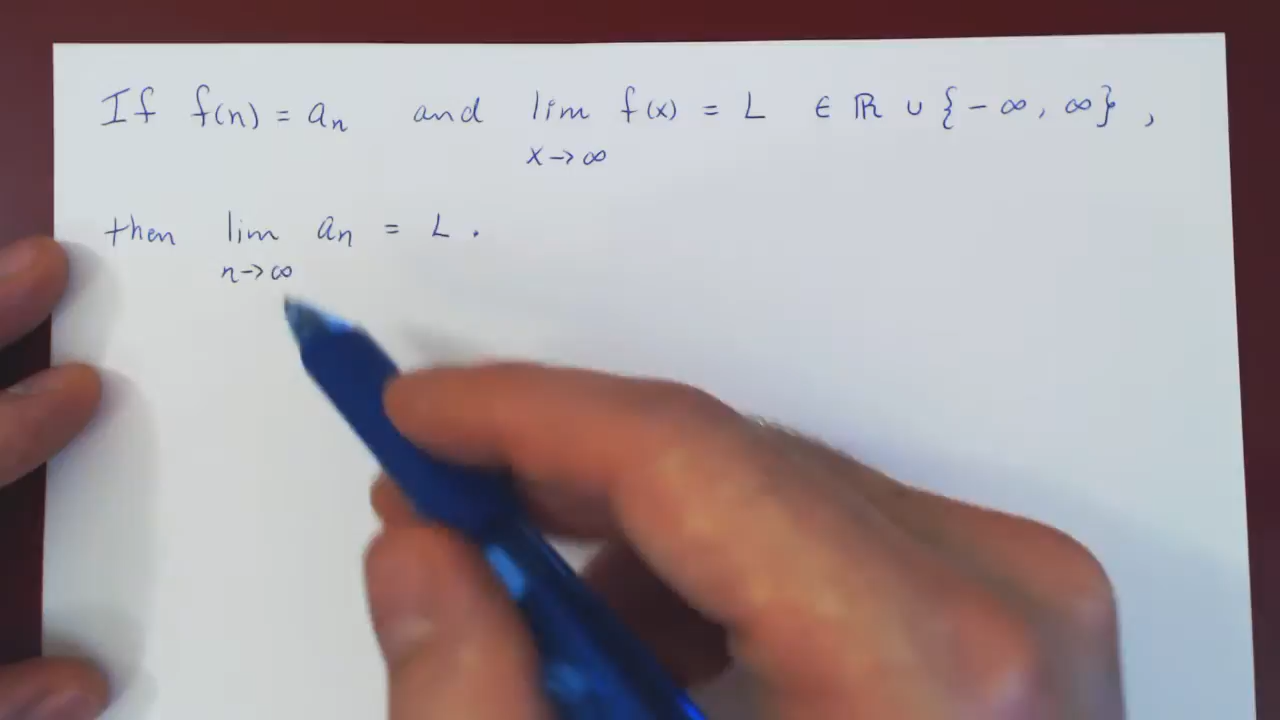 If f(n) = aₙ and lim f(x) = L ∈ ℝ ∪ {-∞, ∞},
x→∞
then lim aₙ = L.
n→∞